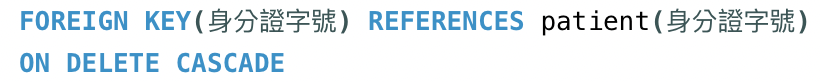 FOREIGN KEY(身分證字號) REFERENCES patient(身分證字號)
ON DELETE CASCADE